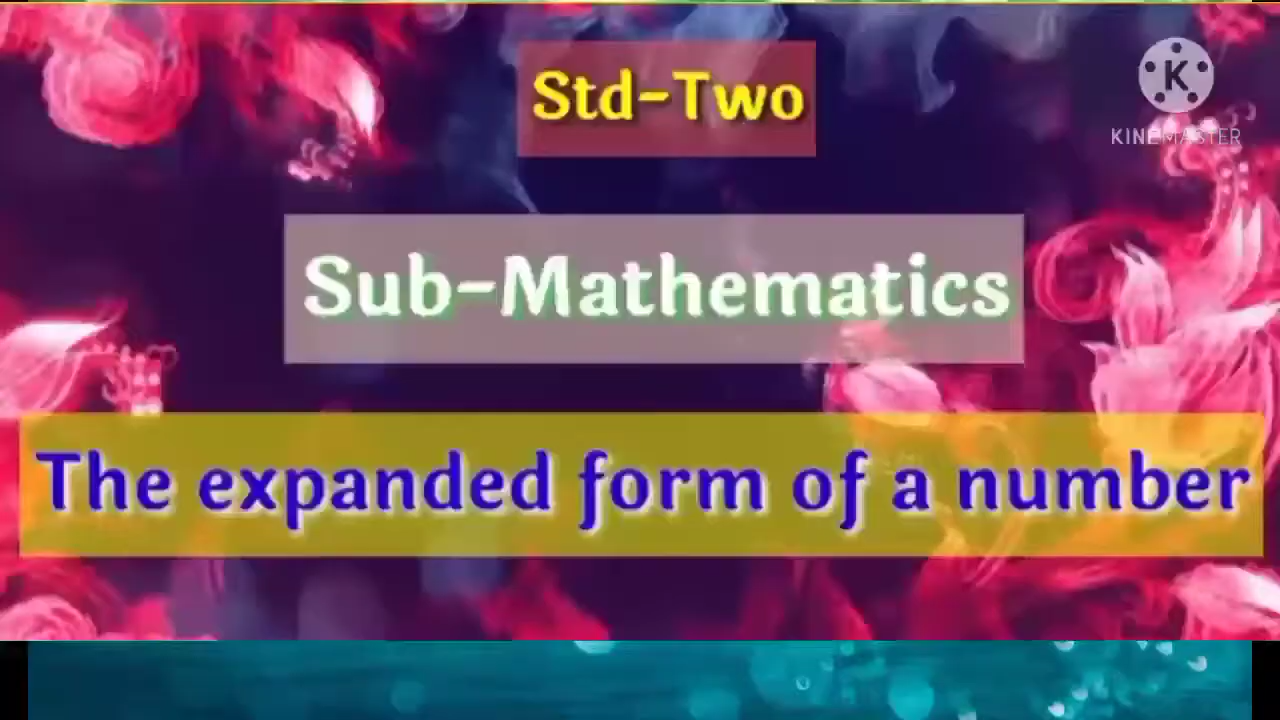 Std-Two
K
KINEMASTER
Sub-Mathematics
The expanded form of a number